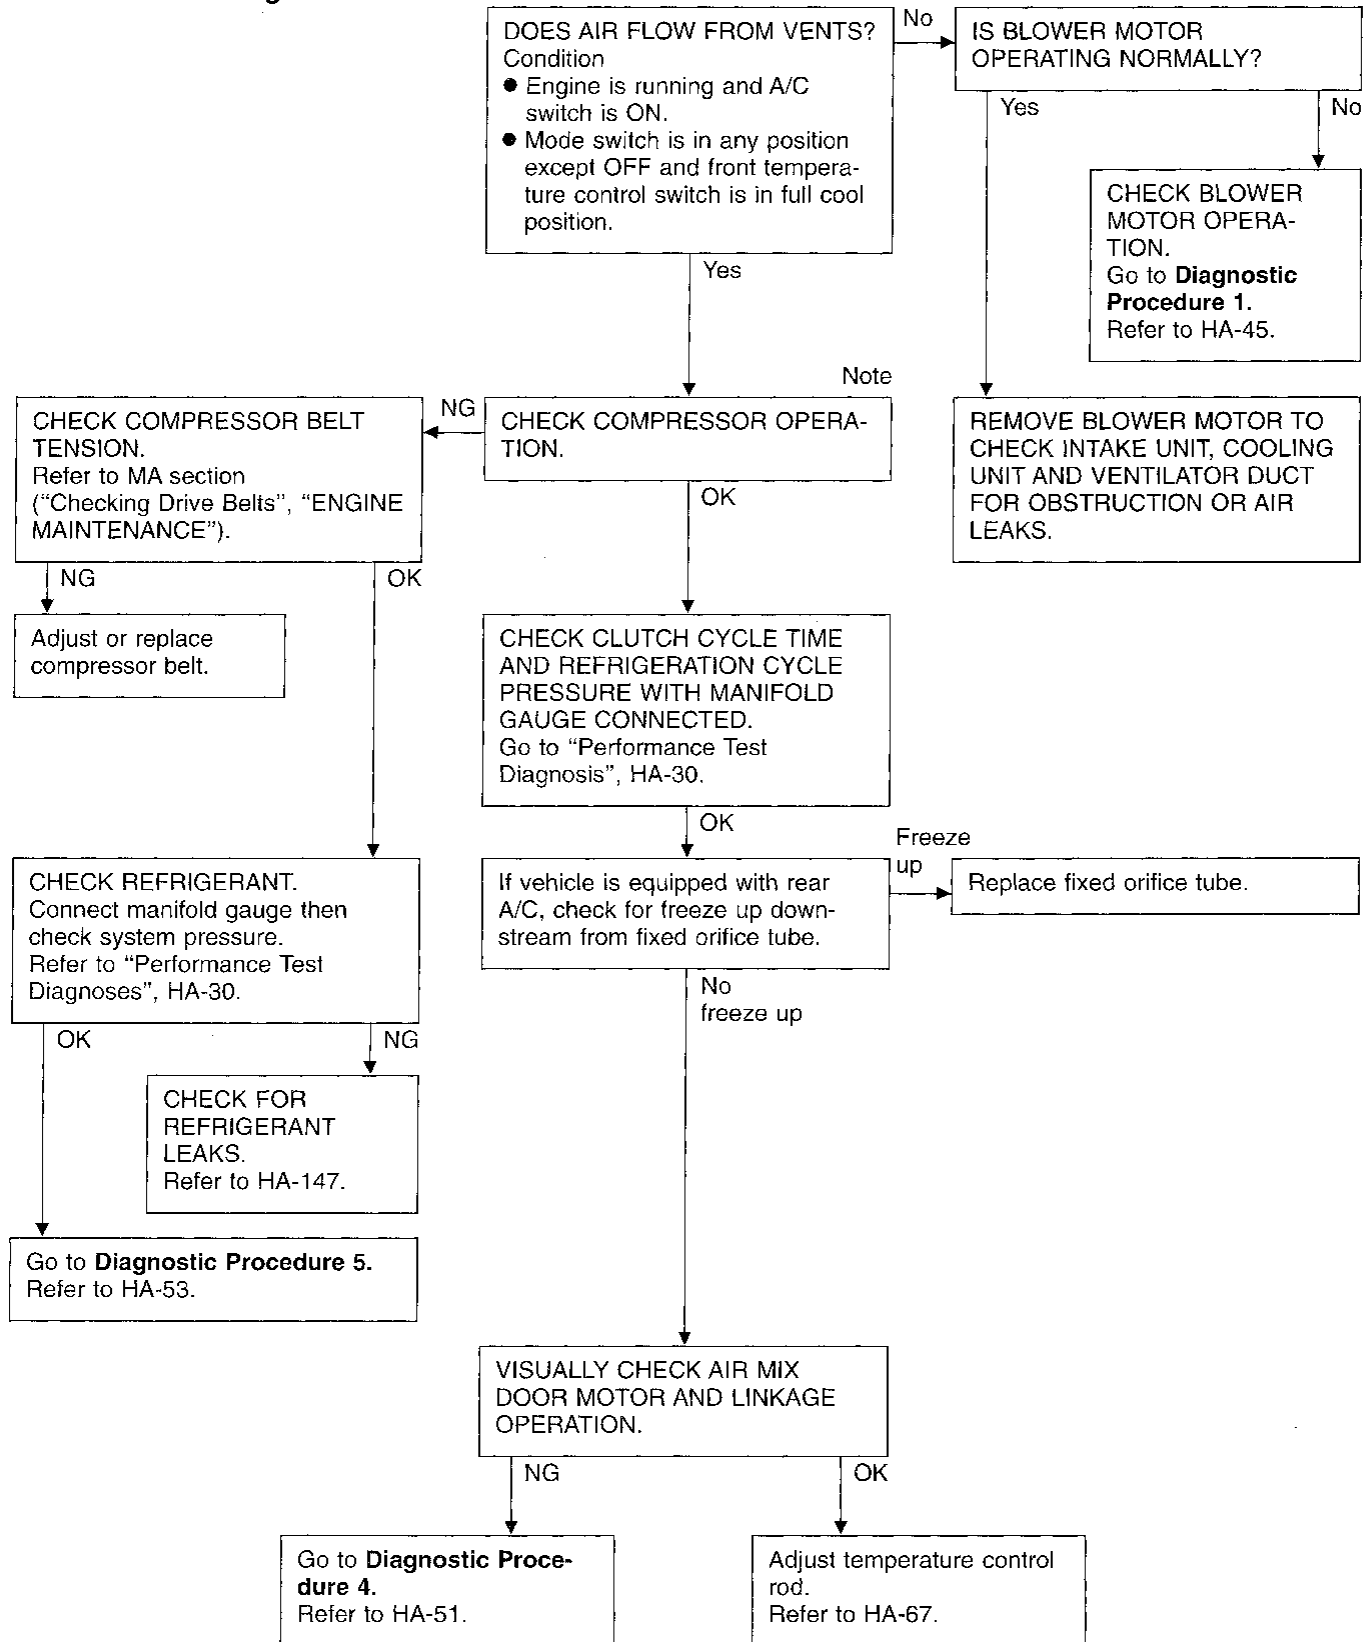 DOES AIR FLOW FROM VENTS?
Condition
● Engine is running and A/C
switch is ON.
● Mode switch is in any position
except OFF and front tempera-
ture control switch is in full cool
position.
No
IS BLOWER MOTOR
OPERATING NORMALLY?
Yes
No
CHECK BLOWER
MOTOR OPERA-
TION.
Go to Diagnostic
Procedure 1.
Refer to HA-45.
Yes
REMOVE BLOWER MOTOR TO
CHECK INTAKE UNIT, COOLING
UNIT AND VENTILATOR DUCT
FOR OBSTRUCTION OR AIR
LEAKS.
Note
CHECK COMPRESSOR OPERA-
TION.
NG
CHECK COMPRESSOR BELT
TENSION.
Refer to MA section
(“Checking Drive Belts”, “ENGINE
MAINTENANCE”).
NG
OK
Adjust or replace
compressor belt.
OK
CHECK CLUTCH CYCLE TIME
AND REFRIGERATION CYCLE
PRESSURE WITH MANIFOLD
GAUGE CONNECTED.
Go to “Performance Test
Diagnosis”, HA-30.
OK
CHECK REFRIGERANT.
Connect manifold gauge then
check system pressure.
Refer to “Performance Test
Diagnoses”, HA-30.
If vehicle is equipped with rear
A/C, check for freeze up down-
stream from fixed orifice tube.
Freeze
up
Replace fixed orifice tube.
No
freeze up
OK
NG
CHECK FOR
REFRIGERANT
LEAKS.
Refer to HA-147.
Go to Diagnostic Procedure 5.
Refer to HA-53.
VISUALLY CHECK AIR MIX
DOOR MOTOR AND LINKAGE
OPERATION.
NG
OK
Go to Diagnostic Proce-
dure 4.
Refer to HA-51.
Adjust temperature control
rod.
Refer to HA-67.